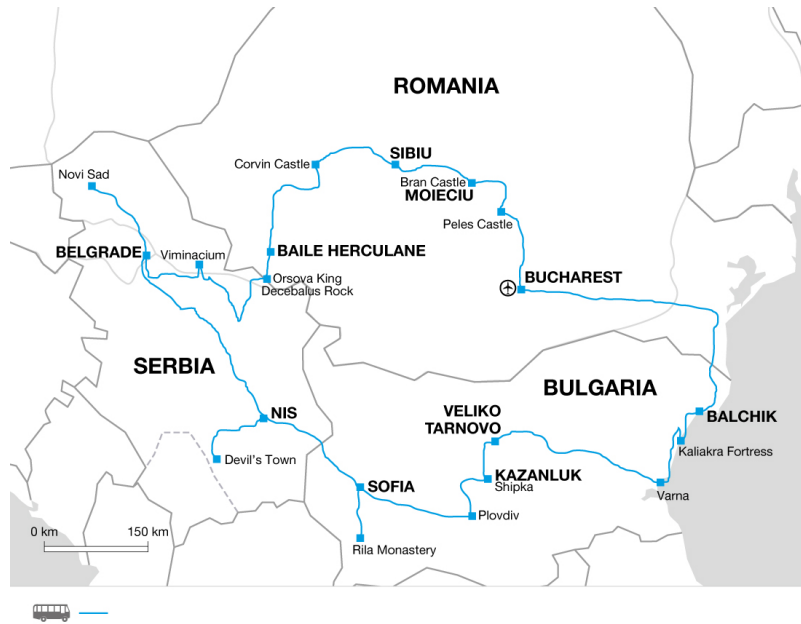 ROMANIA
SIBIU
Corvin Castle
Novi Sad
Bran Castle
MOIECIU
Peles Castle
BELGRADE
Viminacium
BAILE HERCULANE
Orsova King
Decebalus Rock
BUCHAREST
SERBIA
BULGARIA
NIS
VELIKO
TARNOVO
BALCHIK
Kaliakra Fortress
Devil's Town
SOFIA
KAZANLUK
Shipka
Varna
Plovdiv
0 km
150 km
Rila Monastery